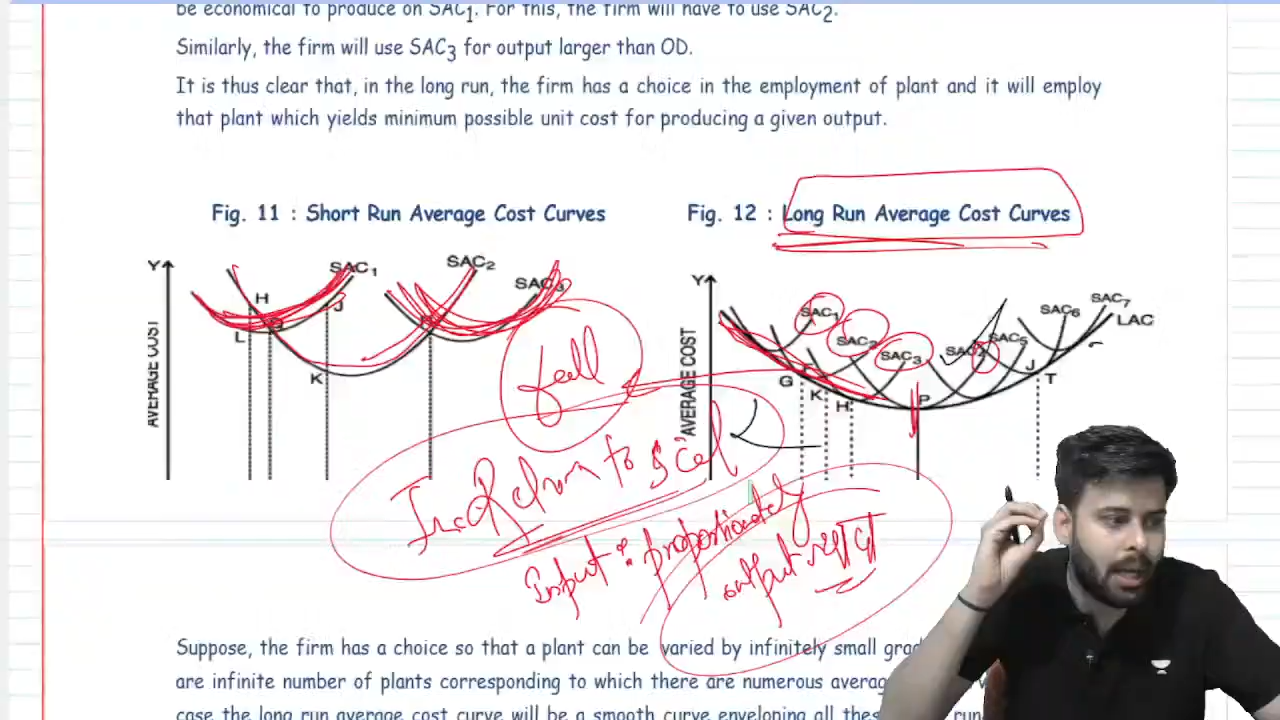 be economical to produce on SAC1. For this, the firm will have to use SAC2.
Similarly, the firm will use SAC3 for output larger than OD.
It is thus clear that, in the long run, the firm has a choice in the employment of plant and it will employ
that plant which yields minimum possible unit cost for producing a given output.
Fig. 11 : Short Run Average Cost Curves
Fig. 12 : Long Run Average Cost Curves
Y
SAC1
SAC2
SAC3
H
J
L
K
AVERAGE COST
Y
SAC1
SAC2
SAC3
SAC5
SAC6
SAC7
LAC
G
K
H
P
J
T
AVERAGE COST
fall
Inc Return to
Input
proportionately
output
Suppose, the firm has a choice so that a plant can be varied by infinitely small
are infinite number of plants corresponding to which there are numerous
case the long run average cost curve will be a smooth curve enveloping all